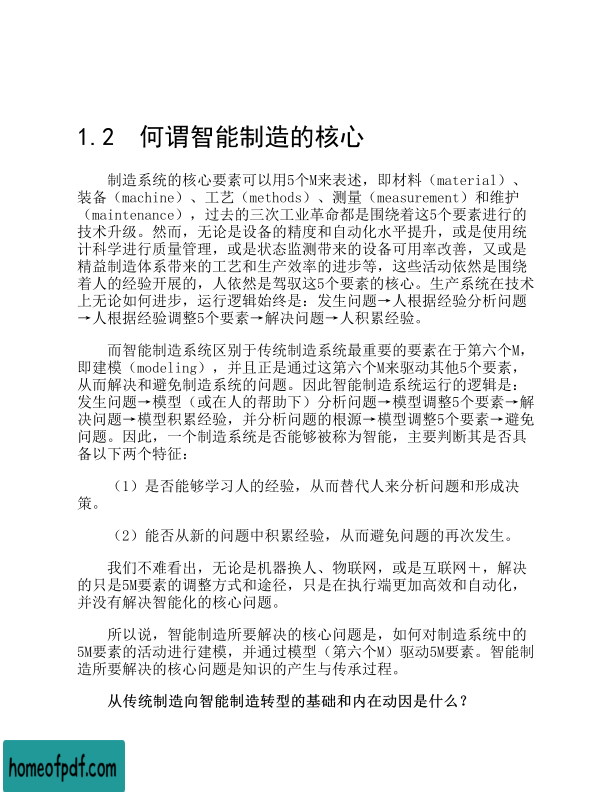 1.2 何谓智能制造的核心
制造系统的核心要素可以用5个M来表述，即材料（material）、
装备（machine）、工艺（methods）、测量（measurement）和维护
（maintenance），过去的三次工业革命都是围绕着这5个要素进行的
技术升级。然而，无论是设备的精度和自动化水平提升，或是使用统
计科学进行质量管理，或是状态监测带来的设备可用率改善，又或是
精益制造体系带来的工艺和生产效率的进步等，这些活动依然是围绕
着人的经验开展的，人依然是驾驭这5个要素的核心。生产系统在技术
上无论如何进步，运行逻辑始终是：发生问题→人根据经验分析问题
→人根据经验调整5个要素→解决问题→人积累经验。
而智能制造系统区别于传统制造系统最重要的要素在于第六个M，
即建模（modeling），并且正是通过这第六个M来驱动其他5个要素，
从而解决和避免制造系统的问题。因此智能制造系统运行的逻辑是：
发生问题→模型（或在人的帮助下）分析问题→模型调整5个要素→解
决问题→模型积累经验，并分析问题的根源→模型调整5个要素→避免
问题。因此，一个制造系统是否能够被称为智能，主要判断其是否具
备以下两个特征：
（1）是否能够学习人的经验，从而替代人来分析问题和形成决
策。
（2）能否从新的问题中积累经验，从而避免问题的再次发生。
我们不难看出，无论是机器换人、物联网，或是互联网＋，解决
的只是5M要素的调整方式和途径，只是在执行端更加高效和自动化，
并没有解决智能化的核心问题。
所以说，智能制造所要解决的核心问题是，如何对制造系统中的
5M要素的活动进行建模，并通过模型（第六个M）驱动5M要素。智能制
造所要解决的核心问题是知识的产生与传承过程。
从传统制造向智能制造转型的基础和内在动因是什么？
homeofpdf.com